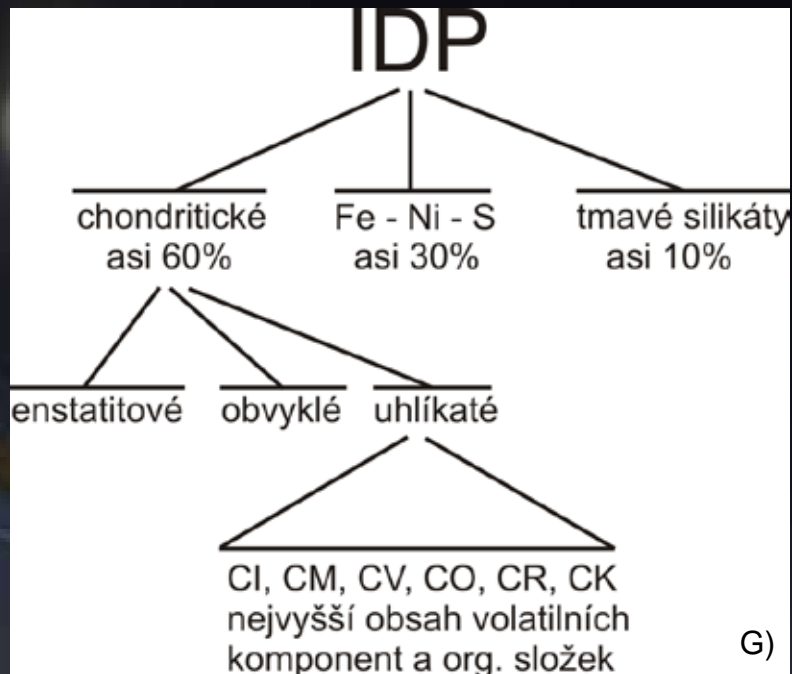 IDP
chondritické
asi 60%
Fe - Ni - S
asi 30%
tmavé silikáty
asi 10%
enstatitové
obvyklé
uhlíkaté
CI, CM, CV, CO, CR, CK
nejvyšší obsah volatilních
komponent a org. složek
G)